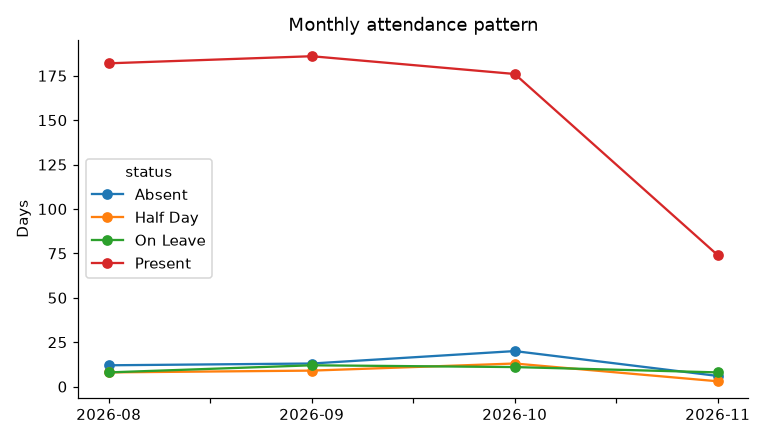 Monthly attendance pattern
175
150
125
100
75
50
25
0
Days
status
Absent
Half Day
On Leave
Present
2026-08
2026-09
2026-10
2026-11